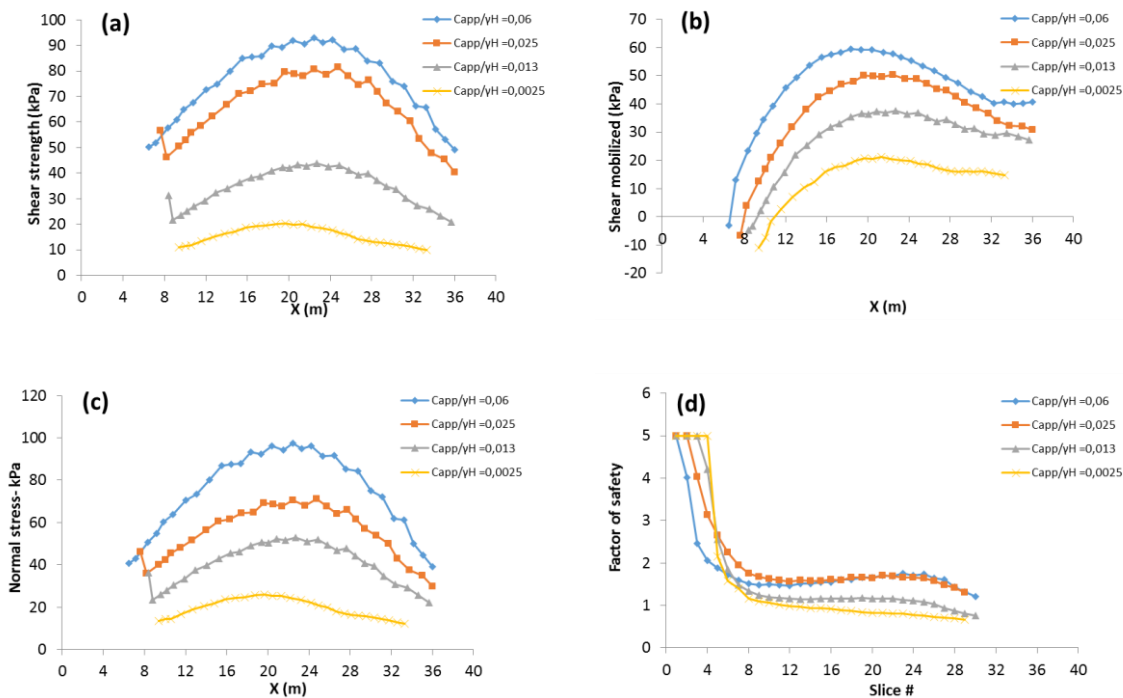 (a)
Shear strength (kPa)
100
90
80
70
60
50
40
30
20
10
0
0 4 8 12 16 20 24 28 32 36 40
X (m)
Capp/γH =0,06
Capp/γH =0,025
Capp/γH =0,013
Capp/γH =0,0025
(b)
Shear mobilized (kPa)
70
60
50
40
30
20
10
0
-10
-20
0 4 8 12 16 20 24 28 32 36 40
X (m)
Capp/γH =0,06
Capp/γH =0,025
Capp/γH =0,013
Capp/γH =0,0025
(c)
Normal stress- kPa
120
100
80
60
40
20
0
0 4 8 12 16 20 24 28 32 36 40
X (m)
Capp/γH =0,06
Capp/γH =0,025
Capp/γH =0,013
Capp/γH =0,0025
(d)
Factor of safety
6
5
4
3
2
1
0
0 4 8 12 16 20 24 28 32 36 40
Slice #
Capp/γH =0,06
Capp/γH =0,025
Capp/γH =0,013
Capp/γH =0,0025